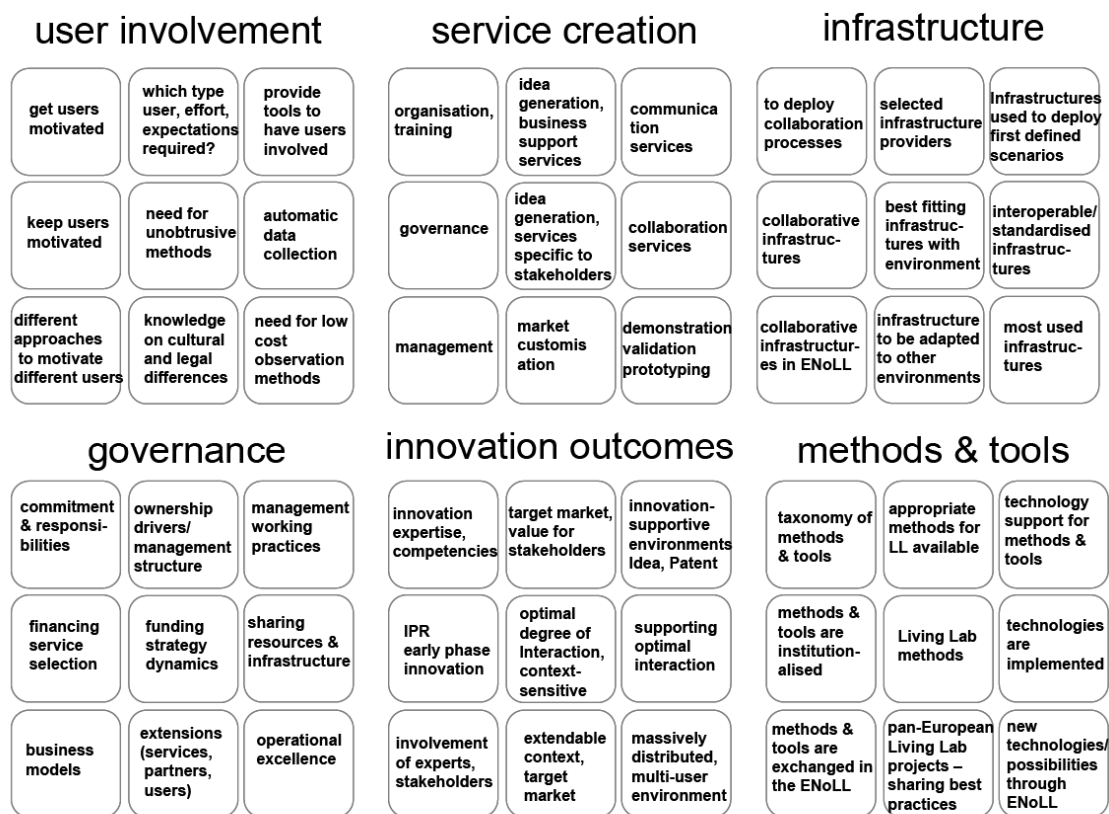 user involvement
get users
motivated
which type
user, effort,
expectations
required?
provide
tools to
have users
involved
keep users
motivated
need for
unobtrusive
methods
automatic
data
collection
different
approaches
to motivate
different users
knowledge
on cultural
and legal
differences
need for low
cost
observation
methods
service creation
organisation,
training
idea
generation,
business
support
services
communica
tion
services
governance
idea
generation,
services
specific to
stakeholders
collaboration
services
management
market
customis
ation
demonstration
validation
prototyping
infrastructure
to deploy
collaboration
processes
selected
infrastructure
providers
Infrastructures
used to deploy
first defined
scenarios
collaborative
infrastruc-
tures
best fitting
infrastruc-
tures with
environment
interoperable/
standardised
infrastruc-
tures
collaborative
infrastructur-
es in ENoLL
infrastructure
to be adapted
to other
environments
most used
infrastruc-
tures
governance
commitment
& responsi-
bilities
ownership
drivers/
management
structure
management
working
practices
financing
service
selection
funding
strategy
dynamics
sharing
resources &
infrastructure
business
models
extensions
(services,
partners,
users)
operational
excellence
innovation outcomes
innovation
expertise,
competencies
target market,
value for
stakeholders
innovation-
supportive
environments
Idea, Patent
IPR
early phase
innovation
optimal
degree of
Interaction,
context-
sensitive
supporting
optimal
interaction
involvement
of experts,
stakeholders
extendable
context,
target
market
massively
distributed,
multi-user
environment
methods & tools
taxonomy of
methods
& tools
appropriate
methods for
LL available
technology
support for
methods &
tools
methods &
tools are
institution-
alised
Living Lab
methods
technologies
are
implemented
methods &
tools are
exchanged in
the ENoLL
pan-European
Living Lab
projects –
sharing best
practices
new
technologies/
possibilities
through
ENoLL